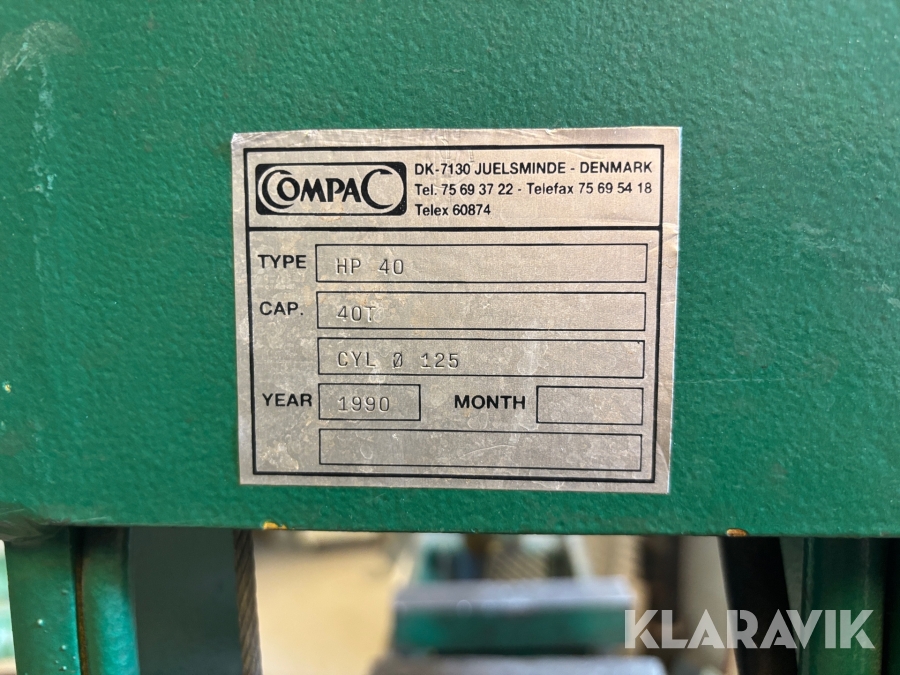 COMPAC
DK-7130 JUELSMINDE - DENMARK
Tel. 75 69 37 22 - Telefax 75 69 54 18
Telex 60874
TYPE HP 40
CAP. 40T
CYL Ø 125
YEAR 1990 MONTH
KLARAVIK